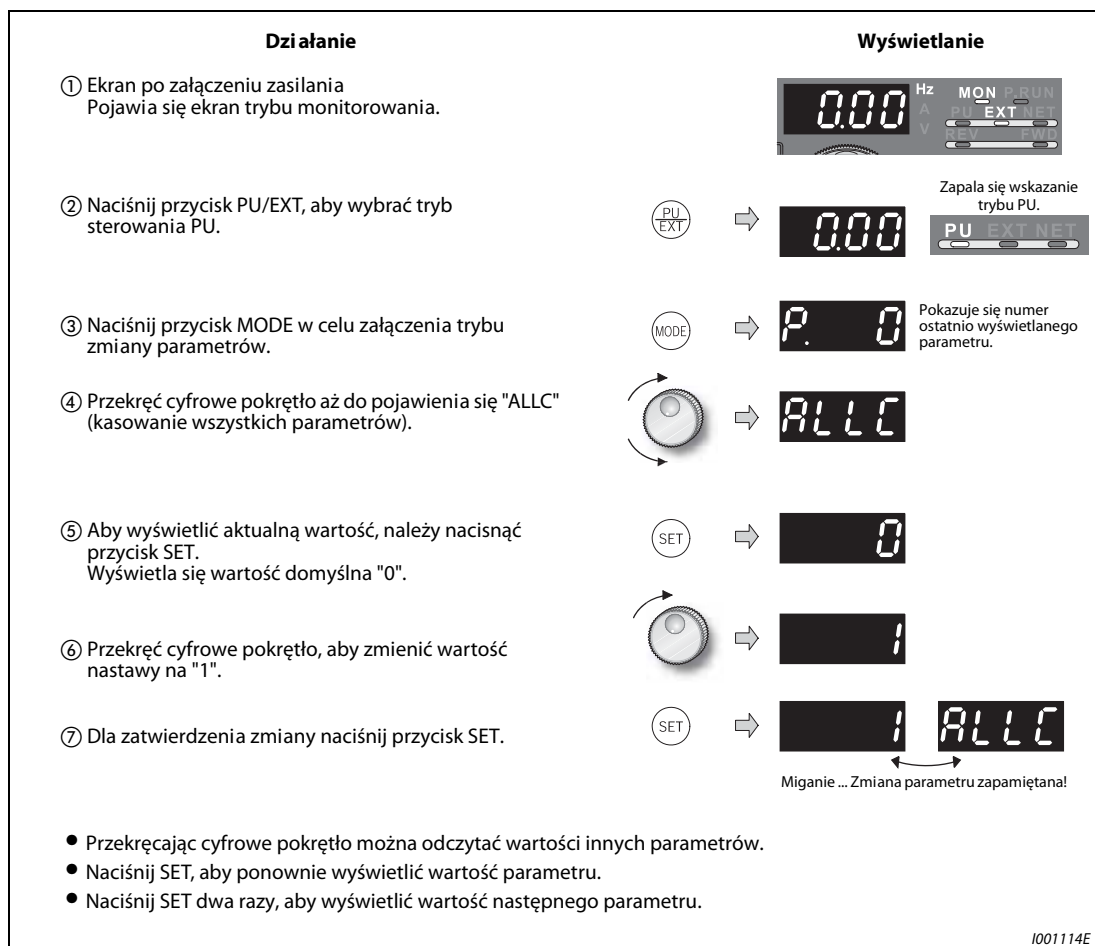 Działanie
Wyświetlanie
① Ekran po załączeniu zasilania
Pojawia się ekran trybu monitorowania.
0.00 Hz MON P.RUN
A PU EXT NET
V REV FWD
② Naciśnij przycisk PU/EXT, aby wybrać tryb
sterowania PU.
PU
EXT
0.00
Zapala się wskazanie
trybu PU.
PU EXT NET
③ Naciśnij przycisk MODE w celu załączenia trybu
zmiany parametrów.
MODE
P. 0
Pokazuje się numer
ostatnio wyświetlanego
parametru.
④ Przekręć cyfrowe pokrętło aż do pojawienia się "ALLC"
(kasowanie wszystkich parametrów).
ALLC
⑤ Aby wyświetlić aktualną wartość, należy nacisnąć
przycisk SET.
Wyświetla się wartość domyślna "0".
SET
0
⑥ Przekręć cyfrowe pokrętło, aby zmienić wartość
nastawy na "1".
1
⑦ Dla zatwierdzenia zmiany naciśnij przycisk SET.
SET
1 ALLC
Miganie ... Zmiana parametru zapamiętana!
• Przekręcając cyfrowe pokrętło można odczytać wartości innych parametrów.
• Naciśnij SET, aby ponownie wyświetlić wartość parametru.
• Naciśnij SET dwa razy, aby wyświetlić wartość następnego parametru.
I001114E